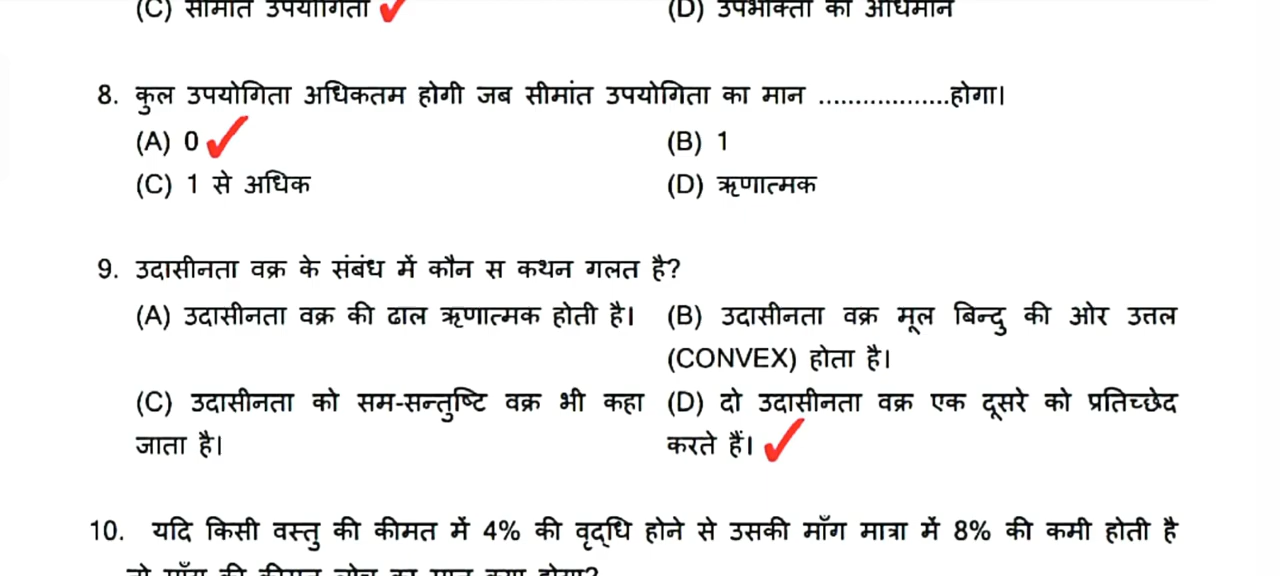 (C) सीमांत उपयोगिता (D) उपभोक्ता का अधिमान
8. कुल उपयोगिता अधिकतम होगी जब सीमांत उपयोगिता का मान ..................होगा।
(A) 0 (B) 1
(C) 1 से अधिक (D) ऋणात्मक
9. उदासीनता वक्र के संबंध में कौन स कथन गलत है?
(A) उदासीनता वक्र की ढाल ऋणात्मक होती है। (B) उदासीनता वक्र मूल बिन्दु की ओर उत्तल
(CONVEX) होता है।
(C) उदासीनता को सम-सन्तुष्टि वक्र भी कहा (D) दो उदासीनता वक्र एक दूसरे को प्रतिच्छेद
जाता है। करते हैं।
10. यदि किसी वस्तु की कीमत में 4% की वृद्धि होने से उसकी माँग मात्रा में 8% की कमी होती है
तो माँग की कीमत लोच का मान क्या होगा?